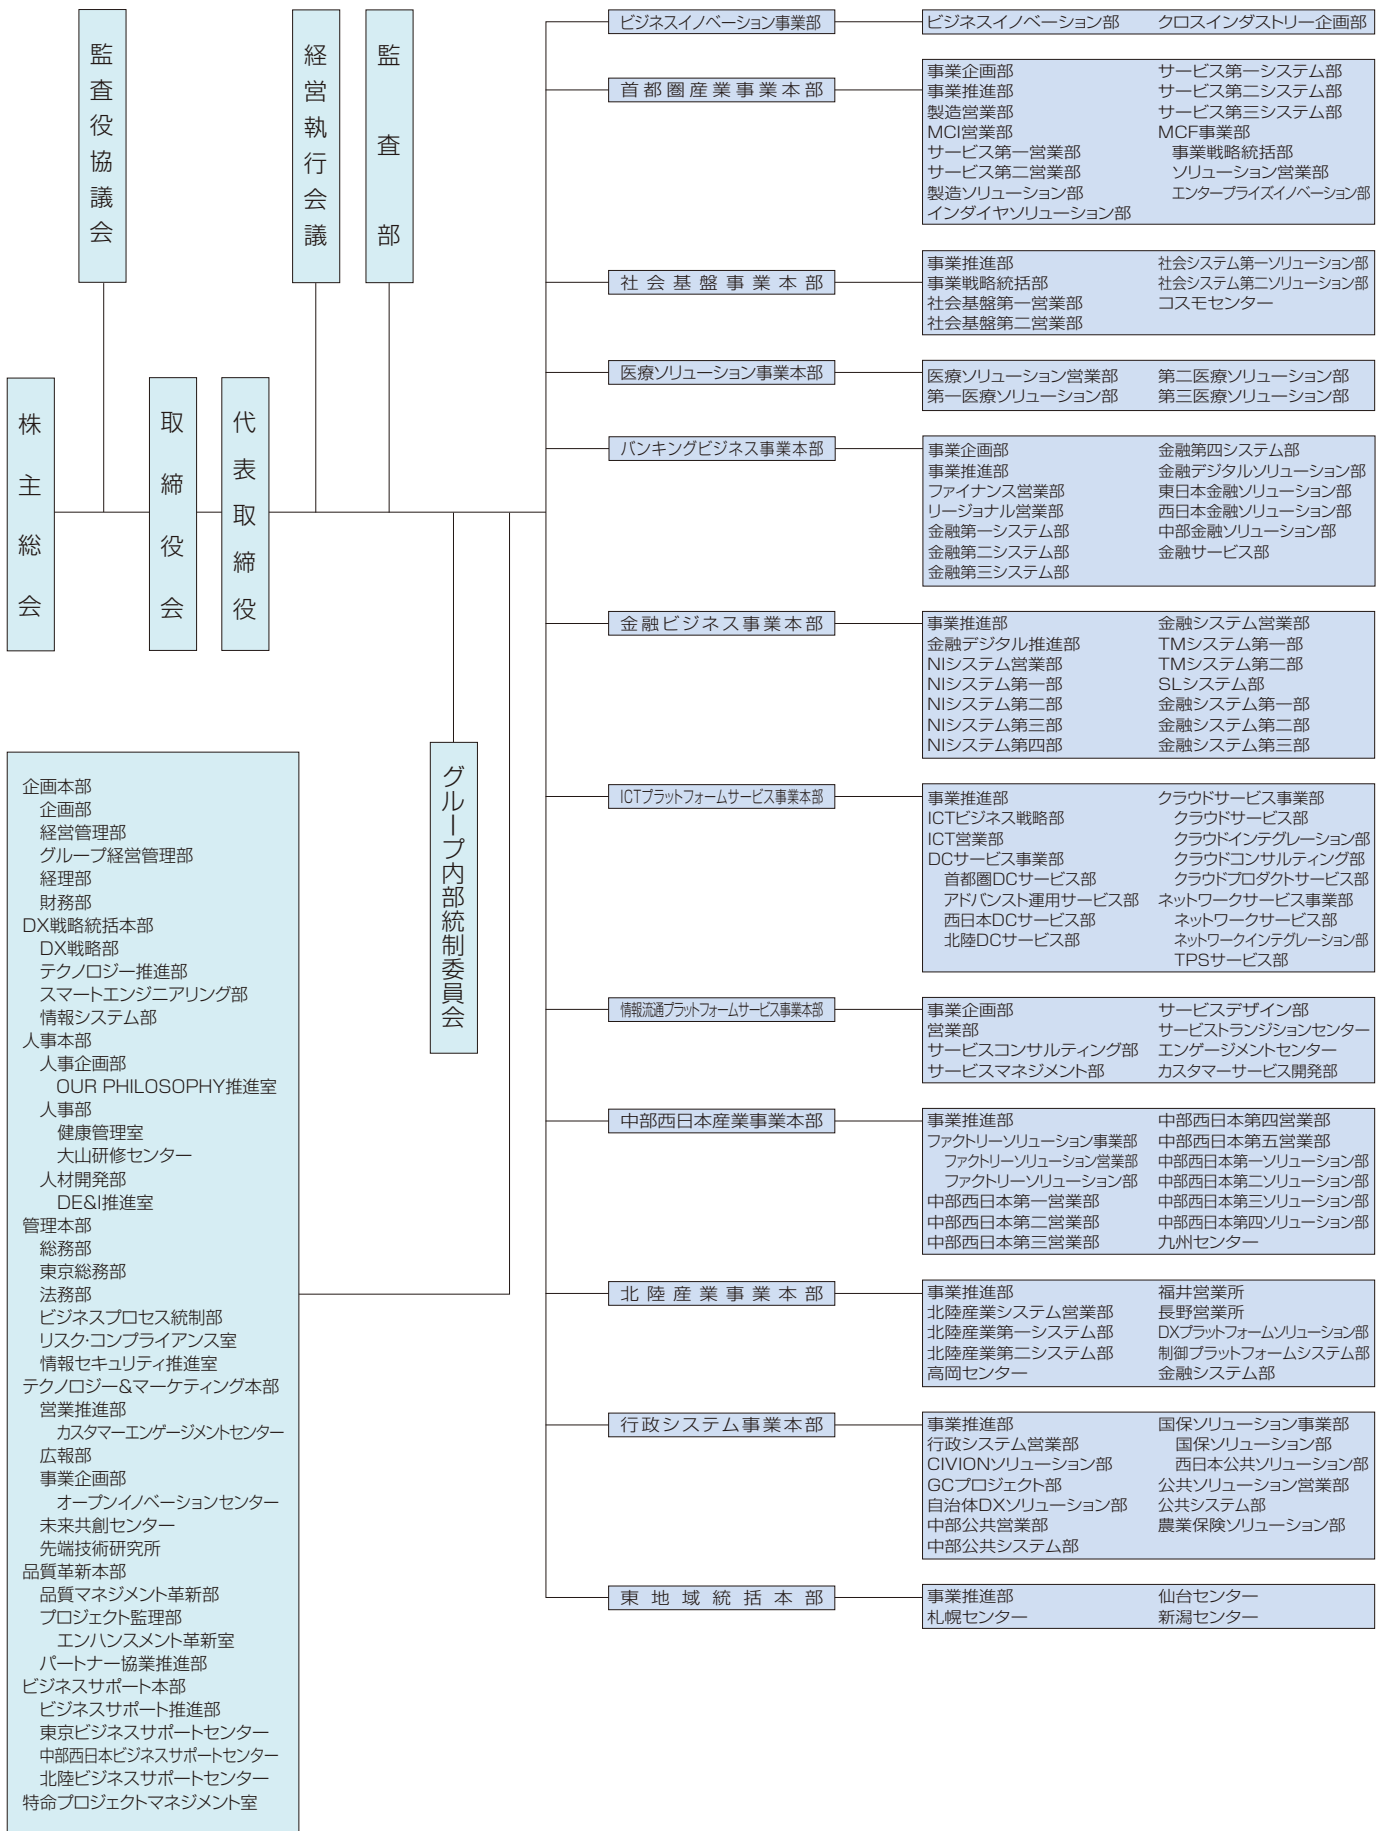 監査役協議会
経営執行会議
監査部
株主総会
取締役会
代表取締役
グループ内部統制委員会
企画本部
企画部
経営管理部
グループ経営管理部
経理部
財務部
DX戦略統括本部
DX戦略部
テクノロジー推進部
スマートエンジニアリング部
情報システム部
人事本部
人事企画部
OUR PHILOSOPHY推進室
人事部
健康管理室
大山研修センター
人材開発部
DE&I推進室
管理本部
総務部
東京総務部
法務部
ビジネスプロセス統制部
リスク・コンプライアンス室
情報セキュリティ推進室
テクノロジー&マーケティング本部
営業推進部
カスタマーエンゲージメントセンター
広報部
事業企画部
オープンイノベーションセンター
未来共創センター
先端技術研究所
品質革新本部
品質マネジメント革新部
プロジェクト監理部
エンハンスメント革新室
パートナー協業推進部
ビジネスサポート本部
ビジネスサポート推進部
東京ビジネスサポートセンター
中部西日本ビジネスサポートセンター
北陸ビジネスサポートセンター
特命プロジェクトマネジメント室
ビジネスイノベーション事業部
ビジネスイノベーション部
クロスインダストリー企画部
首都圏産業事業本部
事業企画部
事業推進部
製造営業部
MCI営業部
サービス第一営業部
サービス第二営業部
製造ソリューション部
インダイヤソリューション部
サービス第一システム部
サービス第二システム部
サービス第三システム部
MCF事業部
事業戦略統括部
ソリューション営業部
エンタープライズイノベーション部
社会基盤事業本部
事業推進部
事業戦略統括部
社会基盤第一営業部
社会基盤第二営業部
社会システム第一ソリューション部
社会システム第二ソリューション部
コスモセンター
医療ソリューション事業本部
医療ソリューション営業部
第一医療ソリューション部
第二医療ソリューション部
第三医療ソリューション部
バンキングビジネス事業本部
事業企画部
事業推進部
ファイナンス営業部
リージョナル営業部
金融第一システム部
金融第二システム部
金融第三システム部
金融第四システム部
金融デジタルソリューション部
東日本金融ソリューション部
西日本金融ソリューション部
中部金融ソリューション部
金融サービス部
金融ビジネス事業本部
事業推進部
金融デジタル推進部
NIシステム営業部
NIシステム第一部
NIシステム第二部
NIシステム第三部
NIシステム第四部
金融システム営業部
TMシステム第一部
TMシステム第二部
SLシステム部
金融システム第一部
金融システム第二部
金融システム第三部
ICTプラットフォームサービス事業本部
事業推進部
ICTビジネス戦略部
ICT営業部
DCサービス事業部
首都圏DCサービス部
アドバンスト運用サービス部
西日本DCサービス部
北陸DCサービス部
クラウドサービス事業部
クラウドサービス部
クラウドインテグレーション部
クラウドコンサルティング部
クラウドプロダクトサービス部
ネットワークサービス事業部
ネットワークサービス部
ネットワークインテグレーション部
TPSサービス部
情報流通プラットフォームサービス事業本部
事業企画部
営業部
サービスコンサルティング部
サービスマネジメント部
サービスデザイン部
サービストランジションセンター
エンゲージメントセンター
カスタマーサービス開発部
中部西日本産業事業本部
事業推進部
ファクトリーソリューション事業部
ファクトリーソリューション営業部
ファクトリーソリューション部
中部西日本第一営業部
中部西日本第二営業部
中部西日本第三営業部
中部西日本第四営業部
中部西日本第五営業部
中部西日本第一ソリューション部
中部西日本第二ソリューション部
中部西日本第三ソリューション部
中部西日本第四ソリューション部
九州センター
北陸産業事業本部
事業推進部
北陸産業システム営業部
北陸産業第一システム部
北陸産業第二システム部
高岡センター
福井営業所
長野営業所
DXプラットフォームソリューション部
制御プラットフォームシステム部
金融システム部
行政システム事業本部
事業推進部
行政システム営業部
CIVIONソリューション部
GCプロジェクト部
自治体DXソリューション部
中部公共営業部
中部公共システム部
国保ソリューション事業部
国保ソリューション部
西日本公共ソリューション部
公共ソリューション営業部
公共システム部
農業保険ソリューション部
東地域統括本部
事業推進部
札幌センター
仙台センター
新潟センター